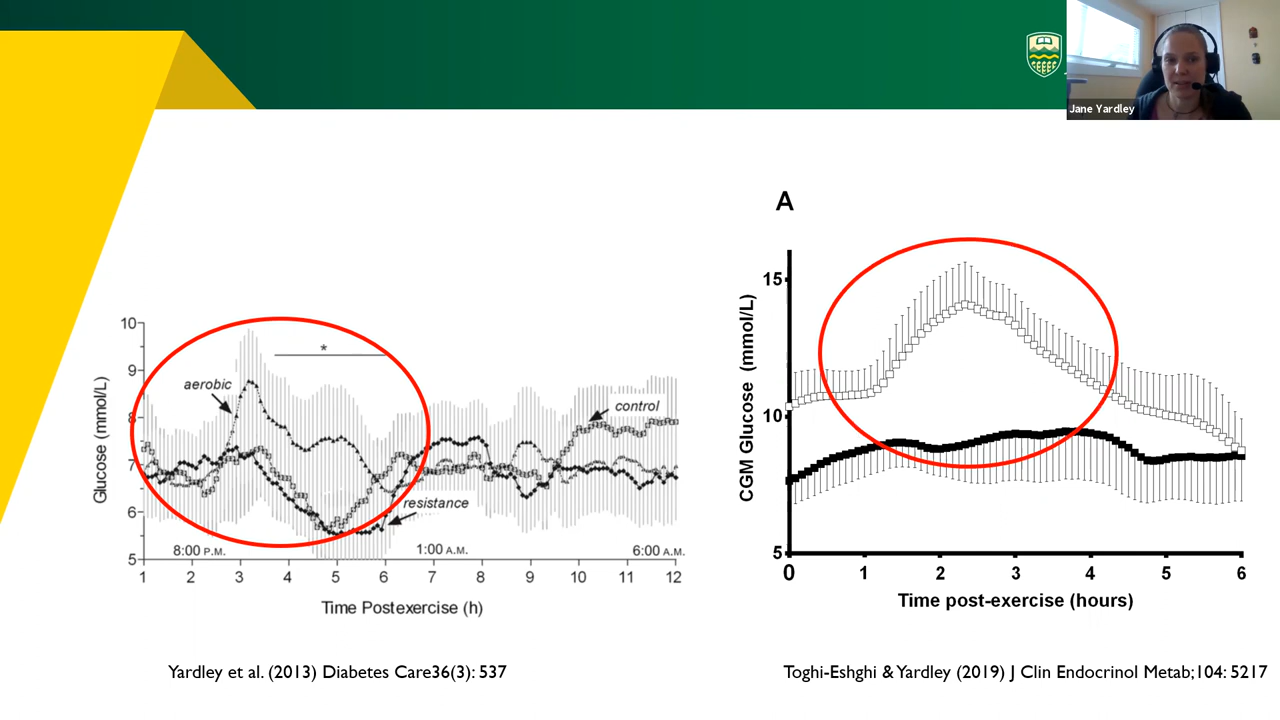 Jane Yardley
A
10
9
8
7
6
5
Glucose (mmol/L)
*
aerobic
control
resistance
8:00 P.M.
1:00 A.M.
6:00 A.M.
1 2 3 4 5 6 7 8 9 10 11 12
Time Postexercise (h)
15
10
5
CGM Glucose (mmol/L)
0 1 2 3 4 5 6
Time post-exercise (hours)
Yardley et al. (2013) Diabetes Care36(3): 537
Toghi-Eshghi & Yardley (2019) J Clin Endocrinol Metab;104: 5217